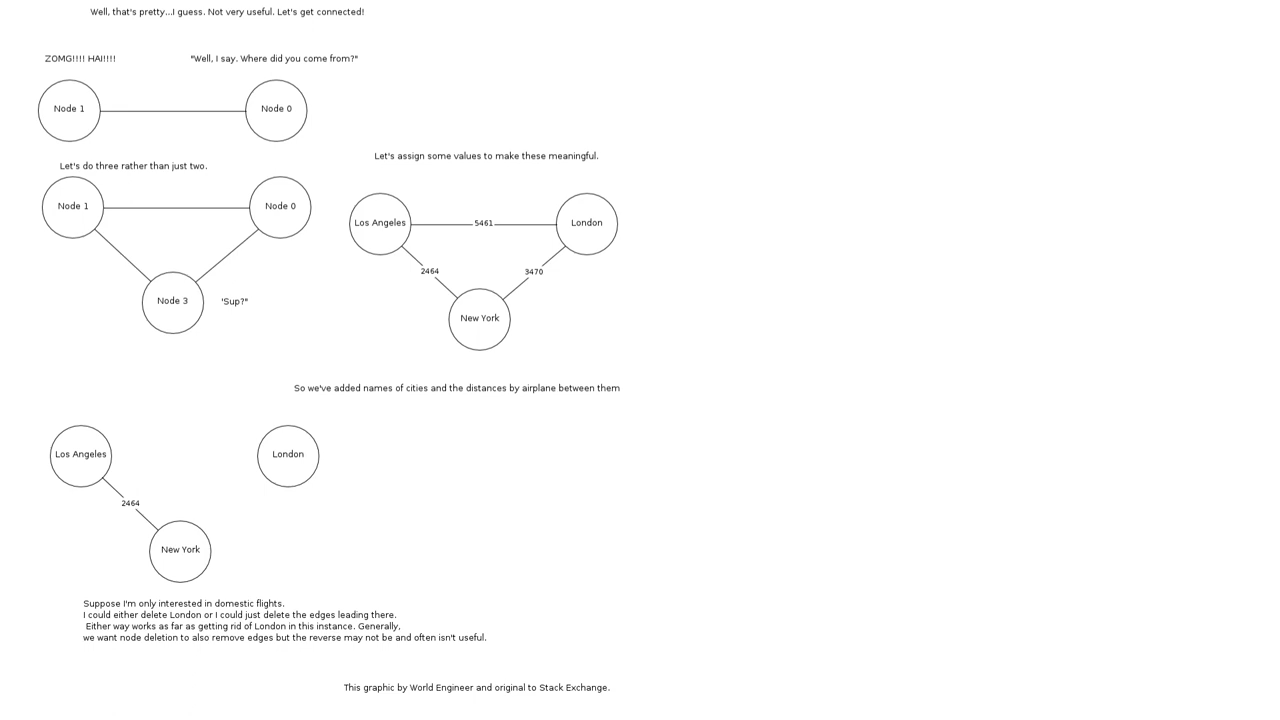 Well, that's pretty...I guess. Not very useful. Let's get connected!
ZOMG!!!! HAI!!!!
"Well, I say. Where did you come from?"
Node 1
Node 0
Let's do three rather than just two.
Node 1
Node 0
Node 3
'Sup?"
Let's assign some values to make these meaningful.
Los Angeles
5461
London
2464
3470
New York
So we've added names of cities and the distances by airplane between them
Los Angeles
London
2464
New York
Suppose I'm only interested in domestic flights.
I could either delete London or I could just delete the edges leading there.
Either way works as far as getting rid of London in this instance. Generally,
we want node deletion to also remove edges but the reverse may not be and often isn't useful.
This graphic by World Engineer and original to Stack Exchange.